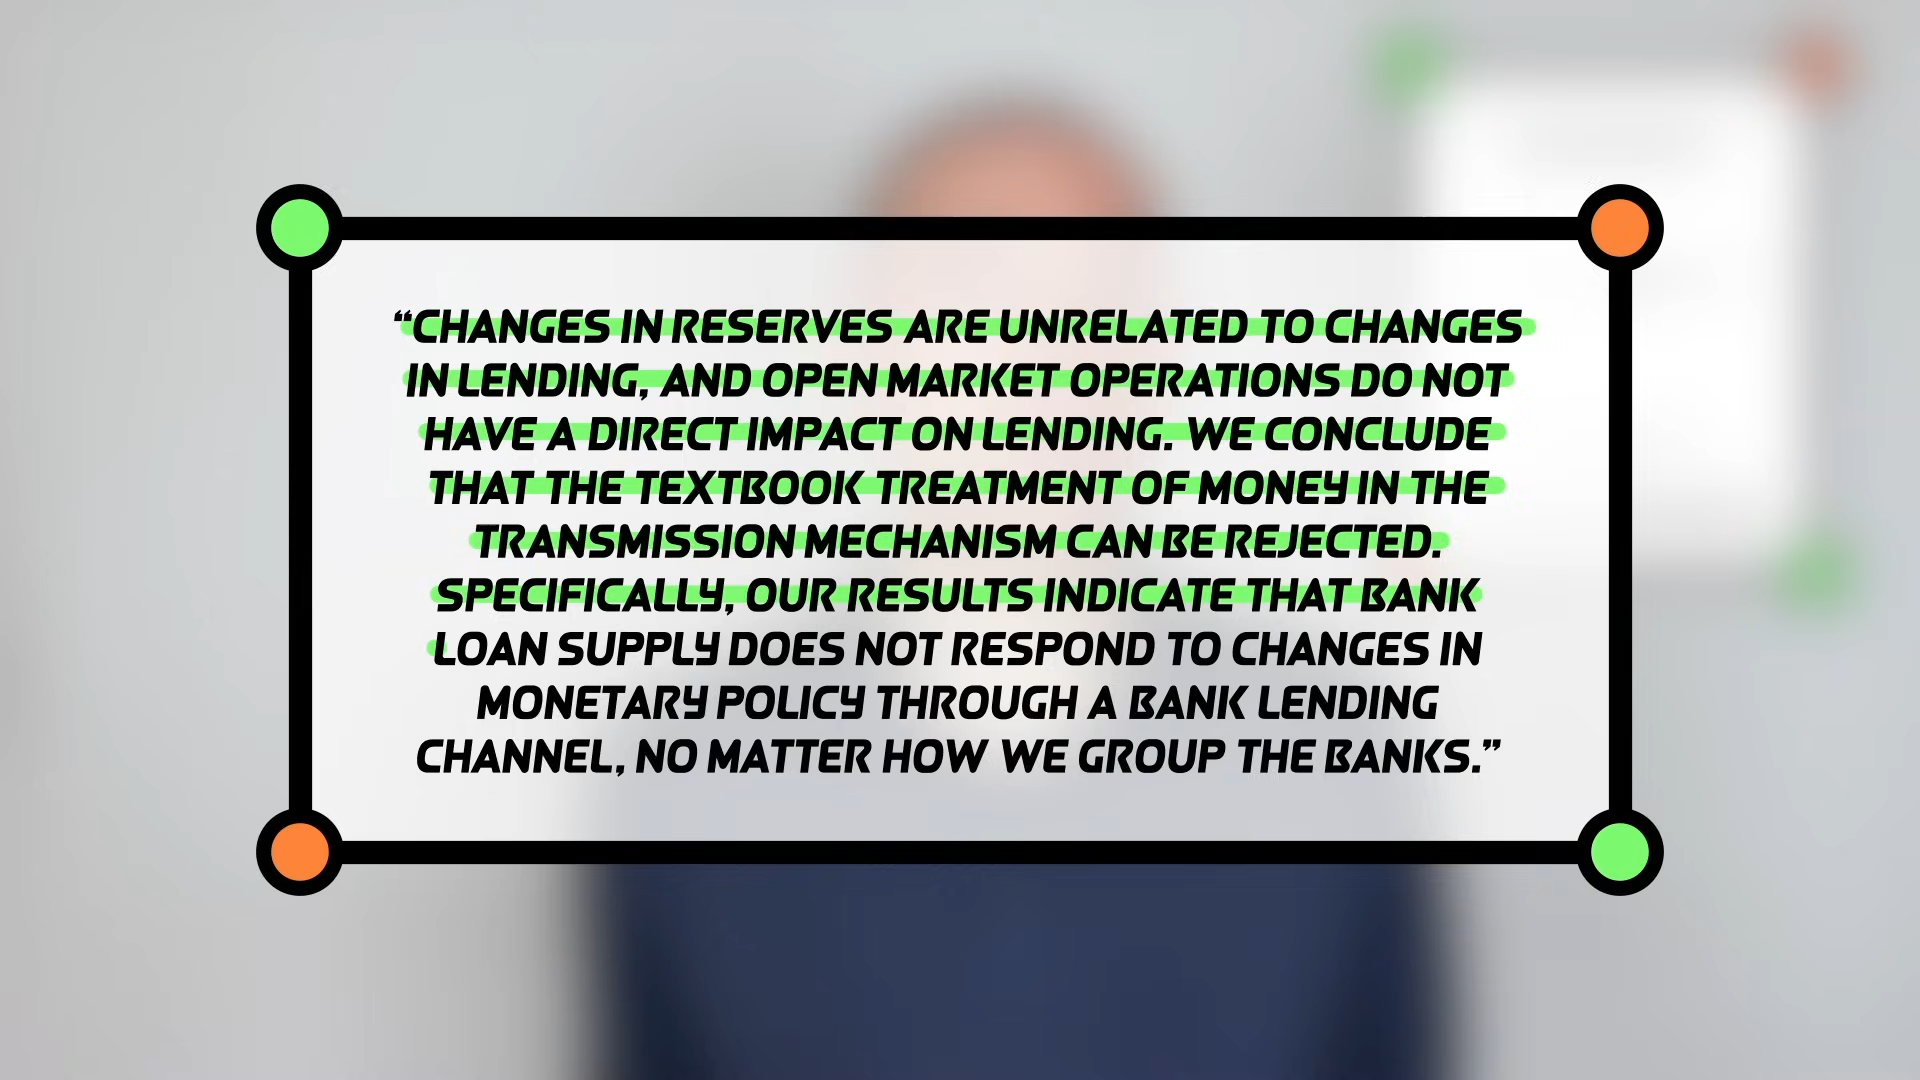 “CHANGES IN RESERVES ARE UNRELATED TO CHANGES
IN LENDING, AND OPEN MARKET OPERATIONS DO NOT
HAVE A DIRECT IMPACT ON LENDING. WE CONCLUDE
THAT THE TEXTBOOK TREATMENT OF MONEY IN THE
TRANSMISSION MECHANISM CAN BE REJECTED.
SPECIFICALLY, OUR RESULTS INDICATE THAT BANK
LOAN SUPPLY DOES NOT RESPOND TO CHANGES IN
MONETARY POLICY THROUGH A BANK LENDING
CHANNEL, NO MATTER HOW WE GROUP THE BANKS.”